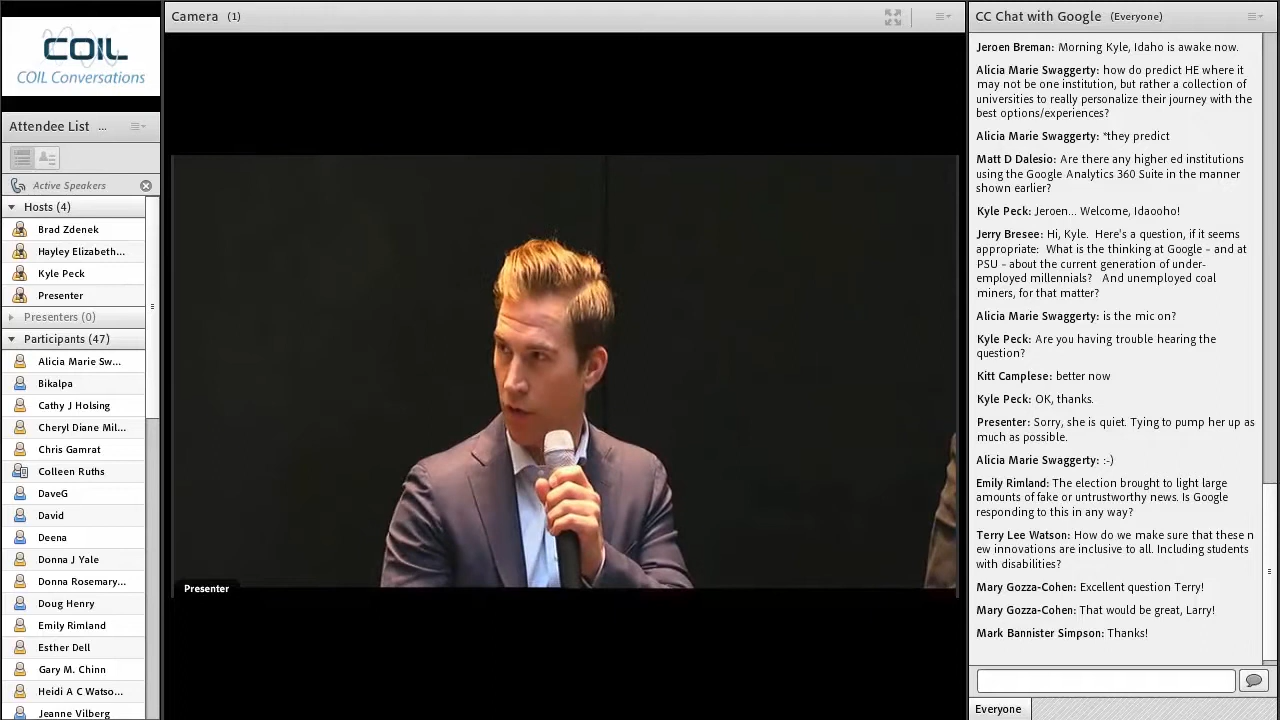 COIL
COIL Conversations
Attendee List ...
Active Speakers
Hosts (4)
Brad Zdenek
Hayley Elizabeth...
Kyle Peck
Presenter
Presenters (0)
Participants (47)
Alicia Marie Sw...
Bikalpa
Cathy J Holsing
Cheryl Diane Mil...
Chris Gamrat
Colleen Ruths
DaveG
David
Deena
Donna J Yale
Donna Rosemary...
Doug Henry
Emily Rimland
Esther Dell
Gary M. Chinn
Heidi A C Watso...
Jeanne Vilberg
Camera (1)
Presenter
CC Chat with Google (Everyone)
Jeroen Breman: Morning Kyle, Idaho is awake now.
Alicia Marie Swaggerty: how do predict HE where it
may not be one institution, but rather a collection of
universities to really personalize their journey with the
best options/experiences?
Alicia Marie Swaggerty: *they predict
Matt D Dalesio: Are there any higher ed institutions
using the Google Analytics 360 Suite in the manner
shown earlier?
Kyle Peck: Jeroen... Welcome, Idaooho!
Jerry Bresee: Hi, Kyle. Here's a question, if it seems
appropriate: What is the thinking at Google - and at
PSU - about the current generation of under-
employed millennials? And unemployed coal
miners, for that matter?
Alicia Marie Swaggerty: is the mic on?
Kyle Peck: Are you having trouble hearing the
question?
Kitt Camplese: better now
Kyle Peck: OK, thanks.
Presenter: Sorry, she is quiet. Tying to pump her up as
much as possible.
Alicia Marie Swaggerty: :-)
Emily Rimland: The election brought to light large
amounts of fake or untrustworthy news. Is Google
responding to this in any way?
Terry Lee Watson: How do we make sure that these n
ew innovations are inclusive to all. Including students
with disabilities?
Mary Gozza-Cohen: Excellent question Terry!
Mary Gozza-Cohen: That would be great, Larry!
Mark Bannister Simpson: Thanks!
Everyone